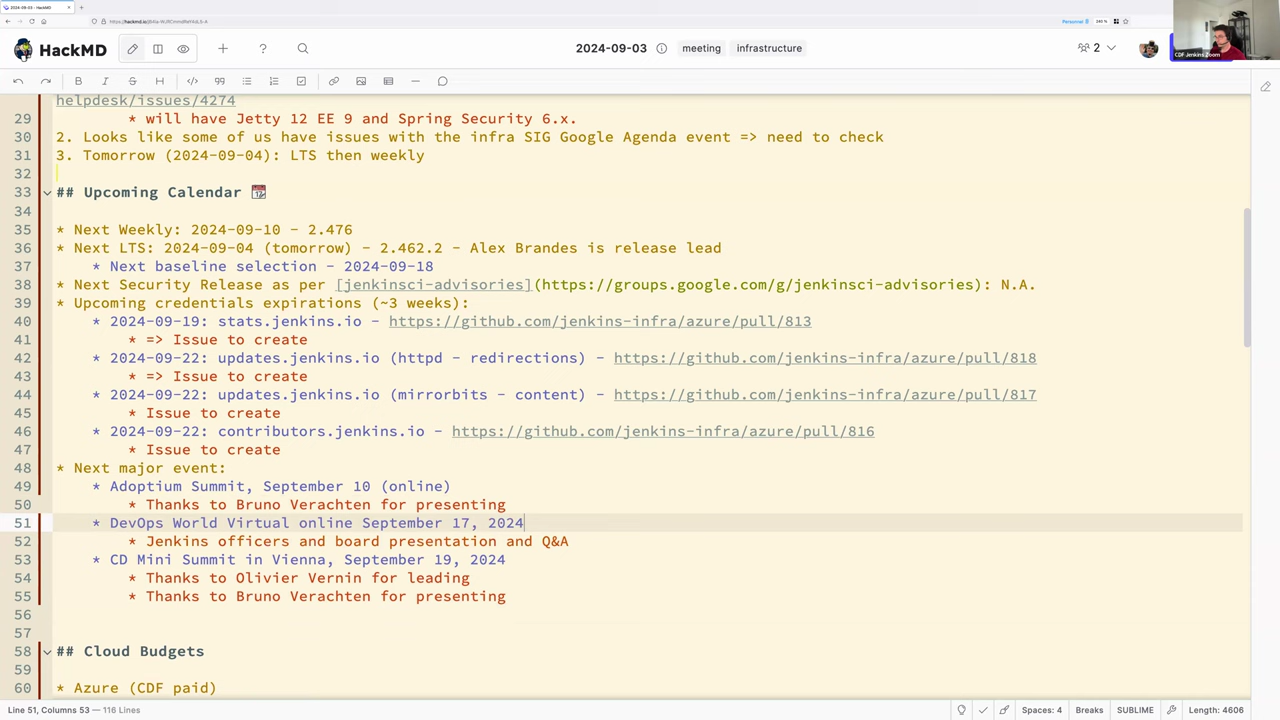 2024-09-03
https://hackmd.io/
Personnel
240 %
HackMD
2024-09-03
meeting
infrastructure
2
CDF Jenkins Zoom
B I S H
helpdesk/issues/4274
29 * will have Jetty 12 EE 9 and Spring Security 6.x.
30 2. Looks like some of us have issues with the infra SIG Google Agenda event => need to check
31 3. Tomorrow (2024-09-04): LTS then weekly
32
33 ## Upcoming Calendar 📆
34
35 * Next Weekly: 2024-09-10 - 2.476
36 * Next LTS: 2024-09-04 (tomorrow) - 2.462.2 - Alex Brandes is release lead
37 * Next baseline selection - 2024-09-18
38 * Next Security Release as per [jenkinsci-advisories](https://groups.google.com/g/jenkinsci-advisories): N.A.
39 * Upcoming credentials expirations (~3 weeks):
40 * 2024-09-19: stats.jenkins.io - https://github.com/jenkins-infra/azure/pull/813
41 * => Issue to create
42 * 2024-09-22: updates.jenkins.io (httpd - redirections) - https://github.com/jenkins-infra/azure/pull/818
43 * => Issue to create
44 * 2024-09-22: updates.jenkins.io (mirrorbits - content) - https://github.com/jenkins-infra/azure/pull/817
45 * Issue to create
46 * 2024-09-22: contributors.jenkins.io - https://github.com/jenkins-infra/azure/pull/816
47 * Issue to create
48 * Next major event:
49 * Adoptium Summit, September 10 (online)
50 * Thanks to Bruno Verachten for presenting
51 * DevOps World Virtual online September 17, 2024
52 * Jenkins officers and board presentation and Q&A
53 * CD Mini Summit in Vienna, September 19, 2024
54 * Thanks to Olivier Vernin for leading
55 * Thanks to Bruno Verachten for presenting
56
57
58 ## Cloud Budgets
59
60 * Azure (CDF paid)
Line 51, Columns 53 — 116 Lines
Spaces: 4
Breaks
SUBLIME
Length: 4606